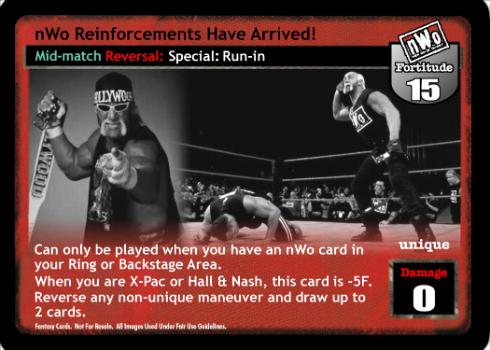 nWo Reinforcements Have Arrived!
Mid-match Reversal: Special: Run-in
nWo
Fortitude
15
HOLLYWOOD
nWo
Can only be played when you have an nWo card in
your Ring or Backstage Area.
When you are X-Pac or Hall & Nash, this card is -5F.
Reverse any non-unique maneuver and draw up to
2 cards.
unique
Damage
0
Fantasy Cards. Not For Resale. All Images Used Under Fair Use Guidelines.